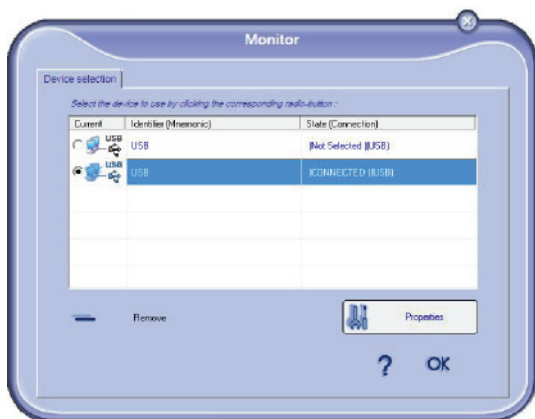 Monitor
Device selection
Select the device to use by clicking the corresponding radio-button :
Current Identifier (Mnemonic) State (Connection)
USB USB (Not Selected )(USB)
USB USB (CONNECTED )(USB)
Remove Properties
? OK